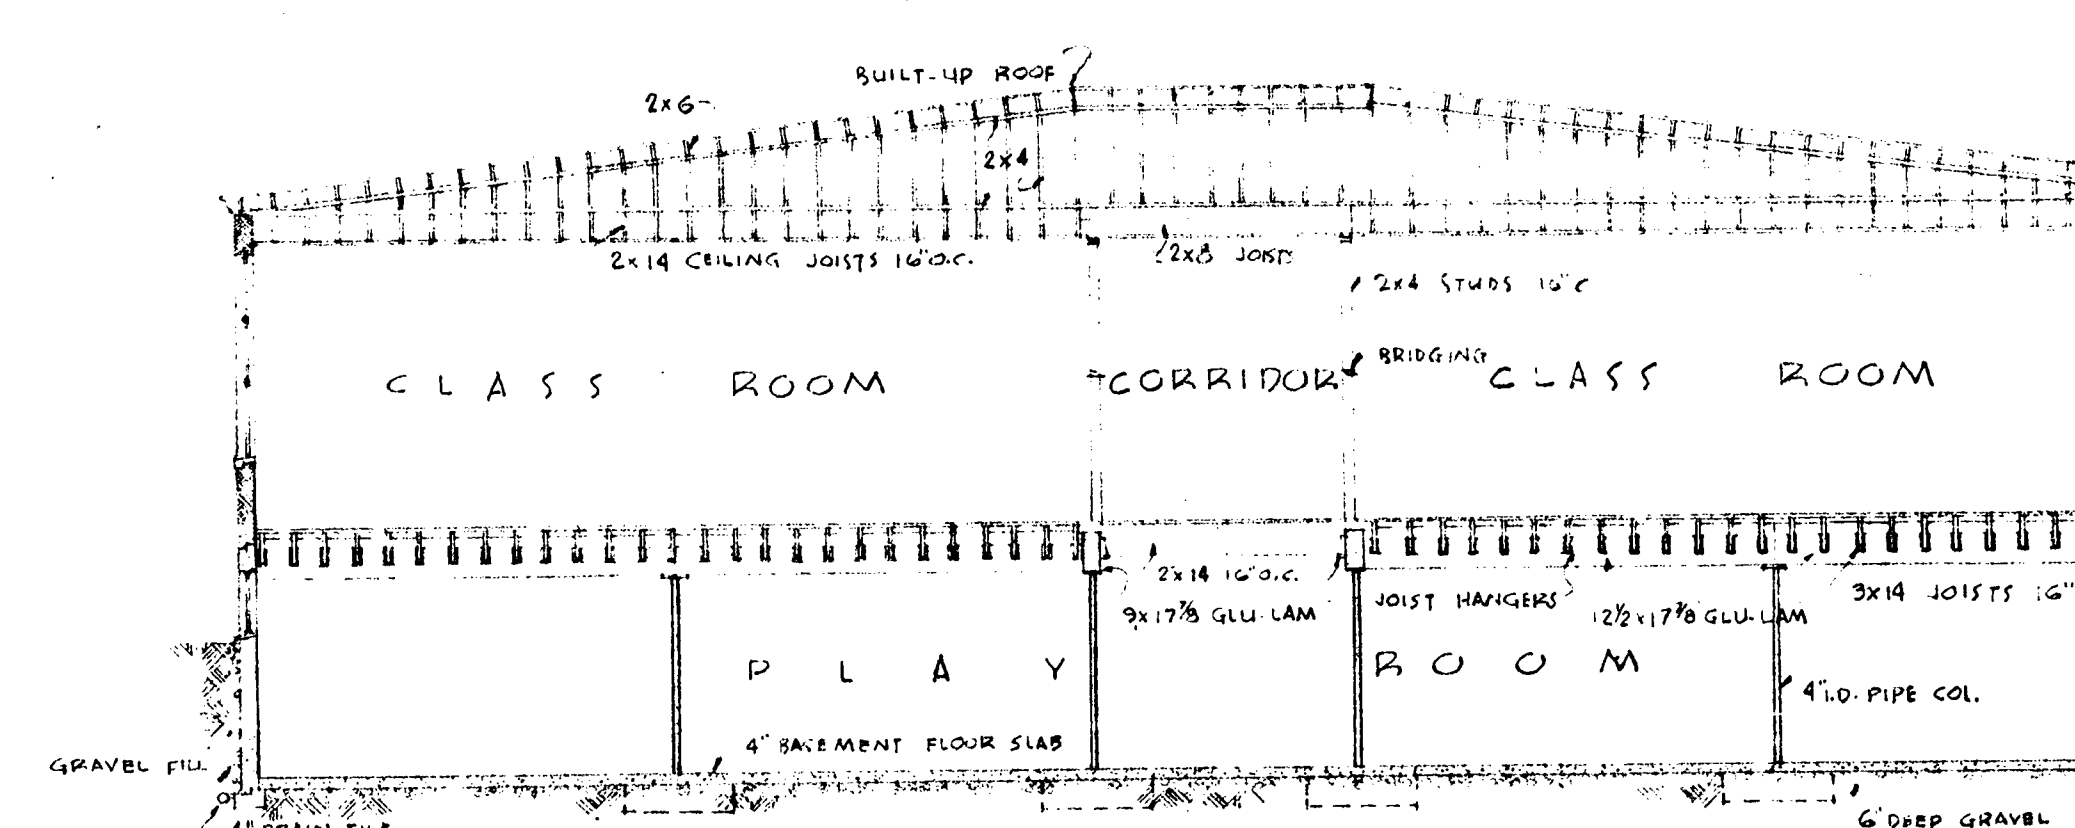 BUILT-UP ROOF
2x6
2x4
2x14 CEILING JOISTS 16"O.C.
2x8 JOISTS
2x4 STUDS 16"C
BRIDGING
CLASS ROOM
CORRIDOR
CLASS ROOM
2x14 16"O.C.
9x17⅞ GLU-LAM
JOIST HANGERS
12½x17⅞ GLU-LAM
3x14 JOISTS 16"
PLAY ROOM
4" I.D. PIPE COL.
4" BASEMENT FLOOR SLAB
GRAVEL FILL
6" DEEP GRAVEL